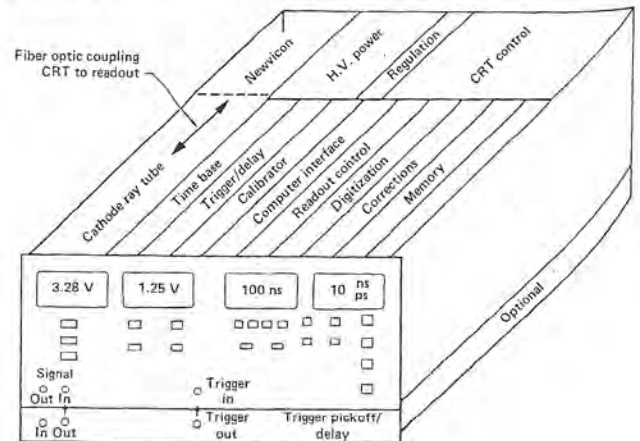 Fiber optic coupling
CRT to readout
Newvicon
H.V. power
Regulation
CRT control
Cathode ray tube
Time base
Trigger/delay
Calibrator
Computer interface
Readout control
Digitization
Corrections
Memory
3.28 V
1.25 V
100 ns
10 ns
ps
Optional
Signal
Out In
Trigger
in
In Out
Trigger
out
Trigger pickoff/
delay